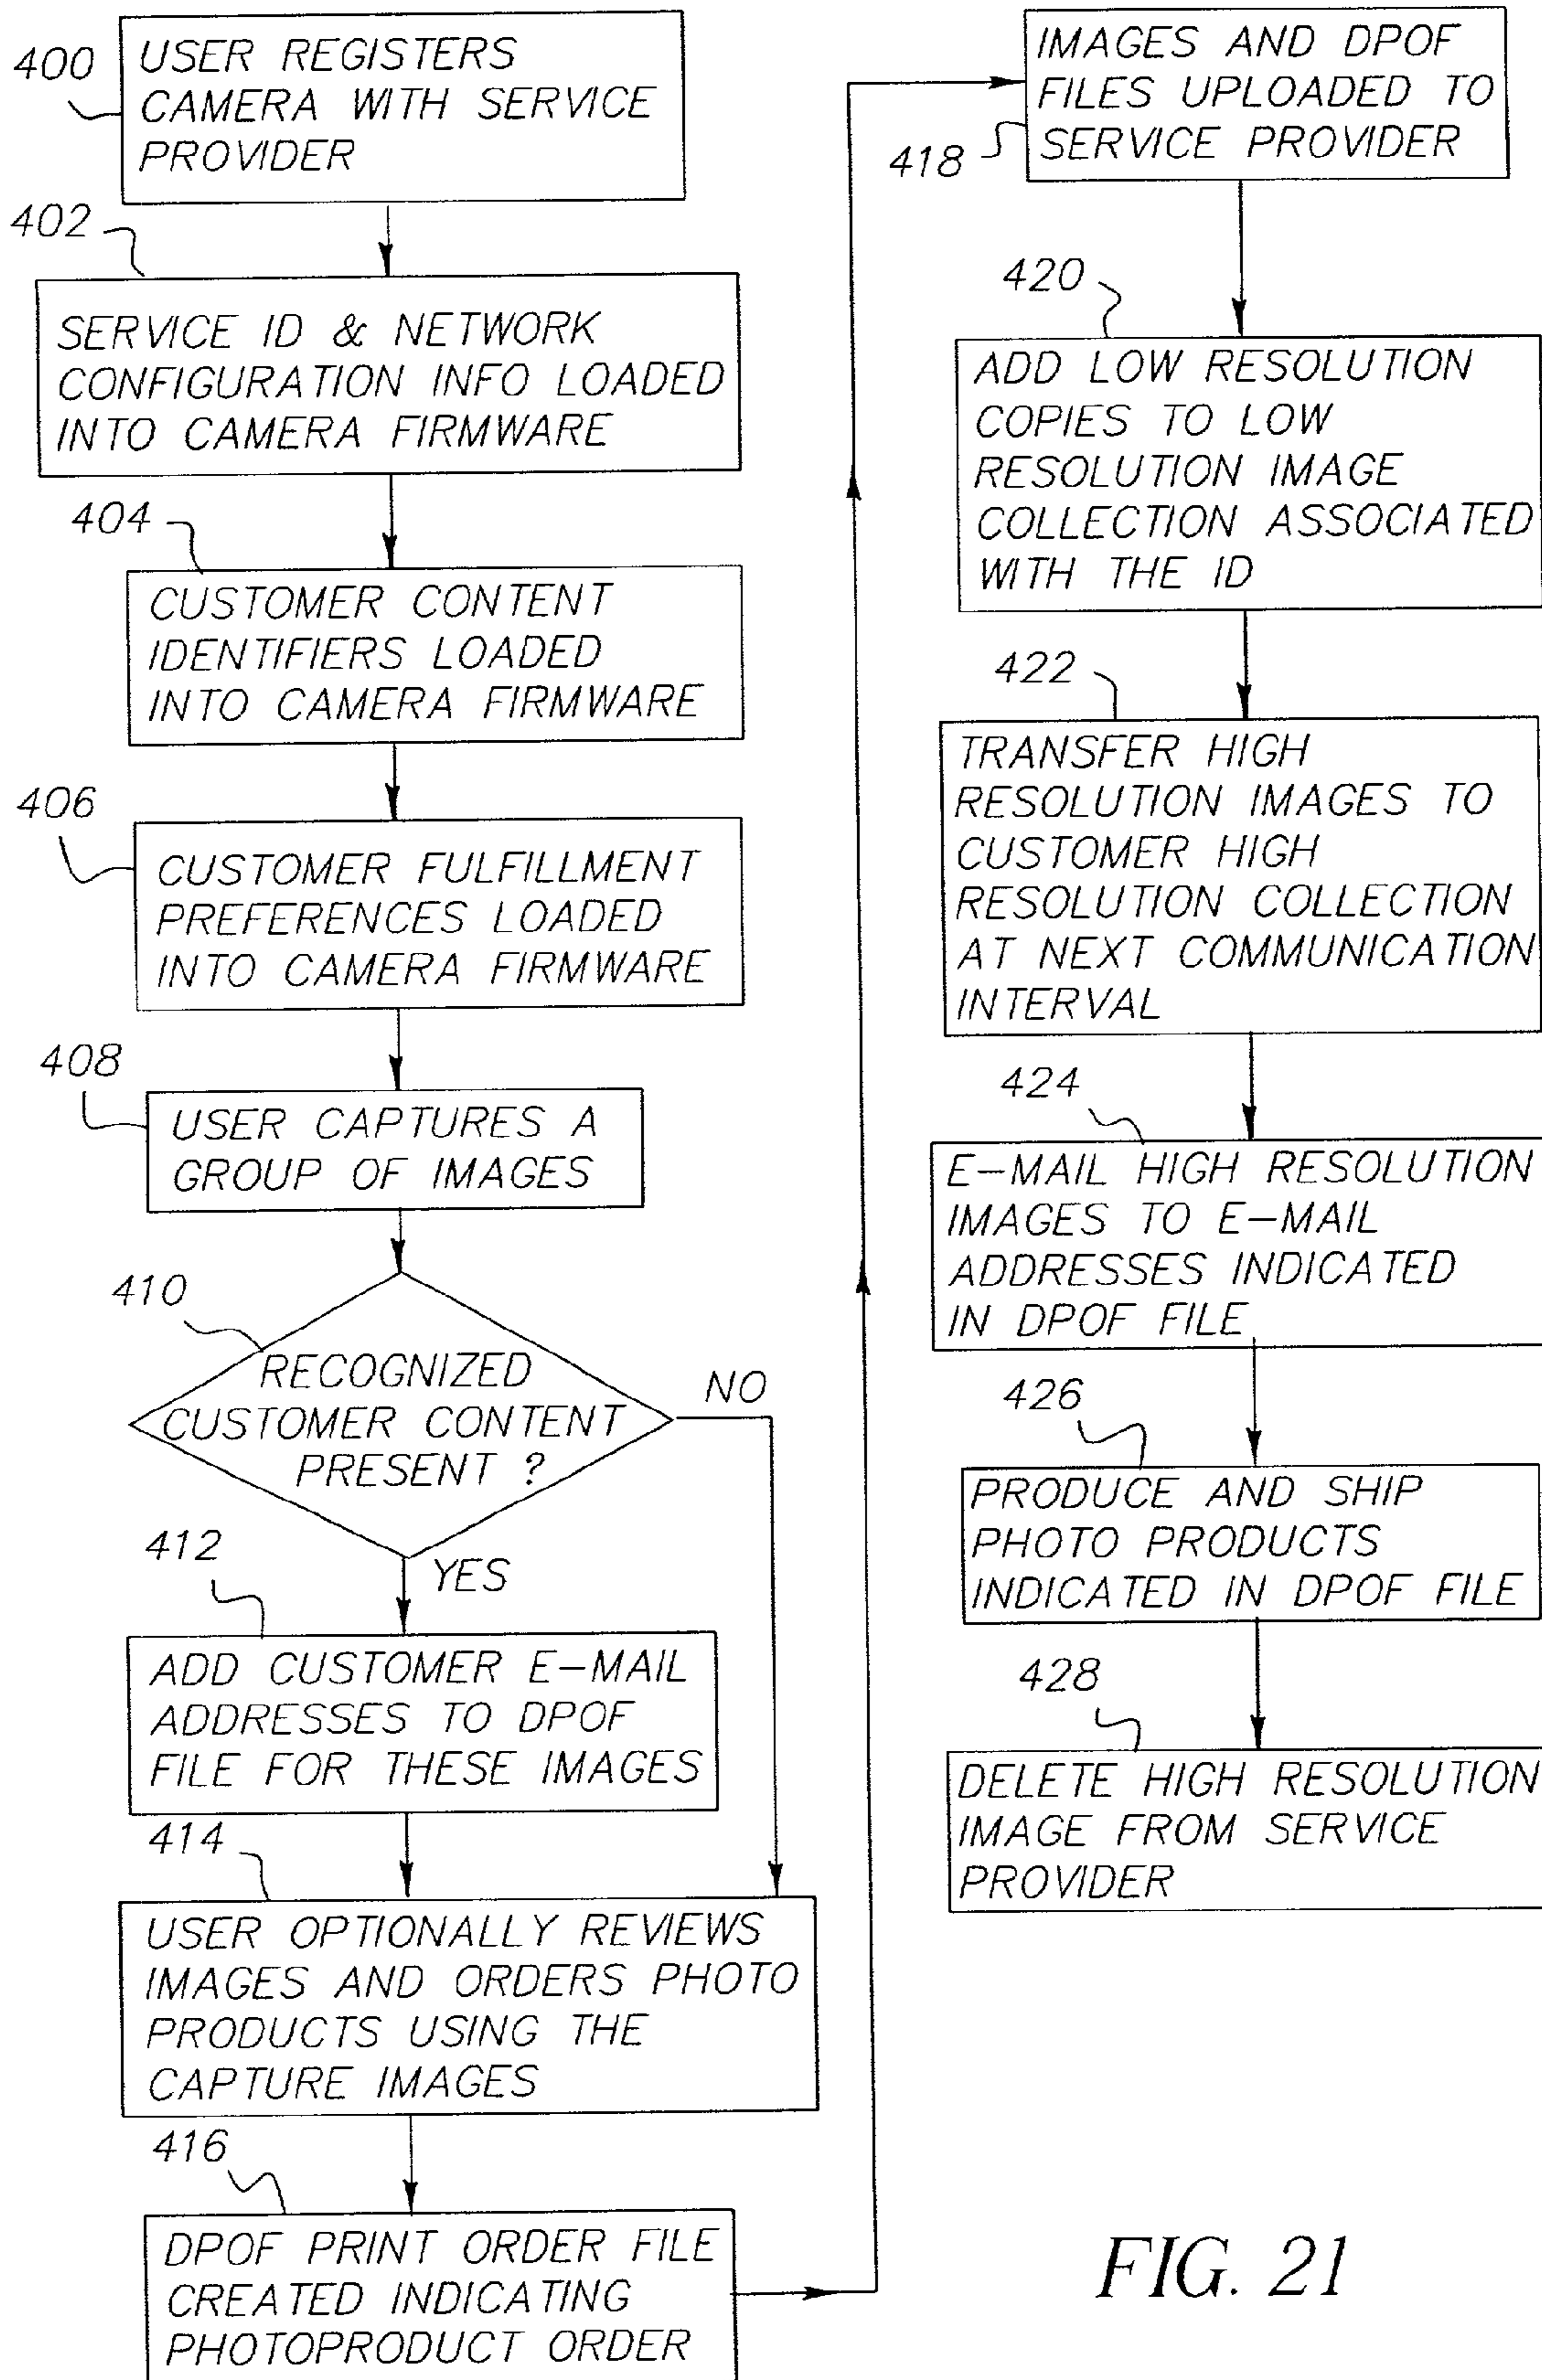 400
USER REGISTERS
CAMERA WITH SERVICE
PROVIDER
402
SERVICE ID & NETWORK
CONFIGURATION INFO LOADED
INTO CAMERA FIRMWARE
404
CUSTOMER CONTENT
IDENTIFIERS LOADED
INTO CAMERA FIRMWARE
406
CUSTOMER FULFILLMENT
PREFERENCES LOADED
INTO CAMERA FIRMWARE
408
USER CAPTURES A
GROUP OF IMAGES
410
RECOGNIZED
CUSTOMER CONTENT
PRESENT ?
NO
YES
412
ADD CUSTOMER E-MAIL
ADDRESSES TO DPOF
FILE FOR THESE IMAGES
414
USER OPTIONALLY REVIEWS
IMAGES AND ORDERS PHOTO
PRODUCTS USING THE
CAPTURE IMAGES
416
DPOF PRINT ORDER FILE
CREATED INDICATING
PHOTOPRODUCT ORDER
IMAGES AND DPOF
FILES UPLOADED TO
SERVICE PROVIDER
418
420
ADD LOW RESOLUTION
COPIES TO LOW
RESOLUTION IMAGE
COLLECTION ASSOCIATED
WITH THE ID
422
TRANSFER HIGH
RESOLUTION IMAGES TO
CUSTOMER HIGH
RESOLUTION COLLECTION
AT NEXT COMMUNICATION
INTERVAL
424
E-MAIL HIGH RESOLUTION
IMAGES TO E-MAIL
ADDRESSES INDICATED
IN DPOF FILE
426
PRODUCE AND SHIP
PHOTO PRODUCTS
INDICATED IN DPOF FILE
428
DELETE HIGH RESOLUTION
IMAGE FROM SERVICE
PROVIDER
FIG. 21